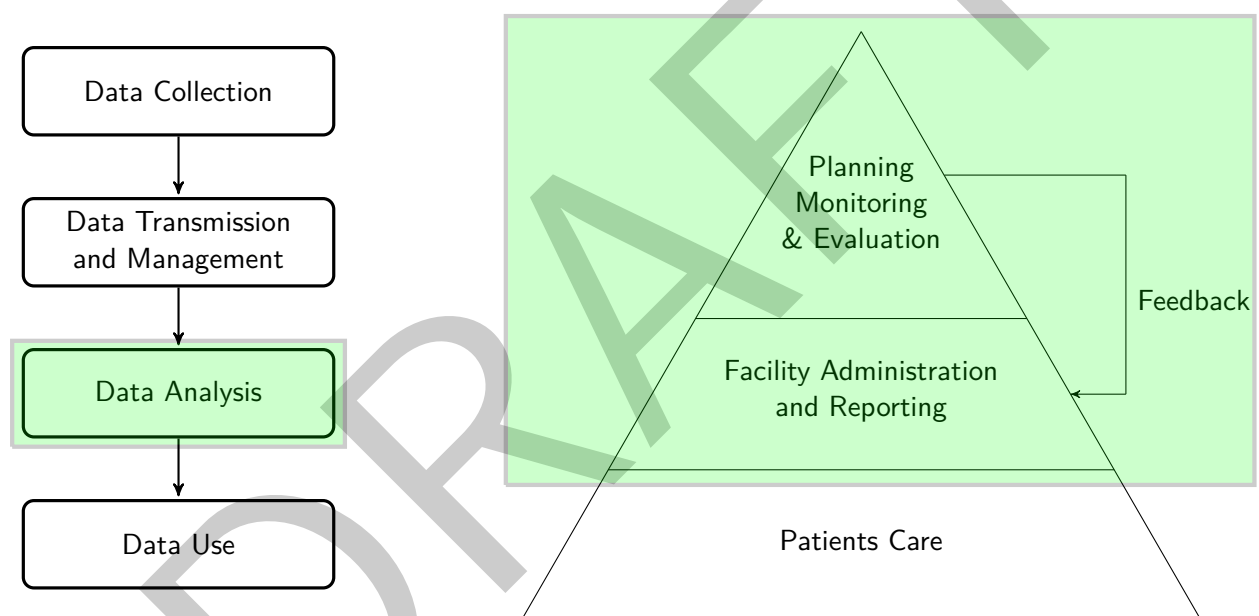 Data Collection
Data Transmission
and Management
Data Analysis
Data Use
Planning
Monitoring
& Evaluation
Feedback
Facility Administration
and Reporting
Patients Care
DRAFT